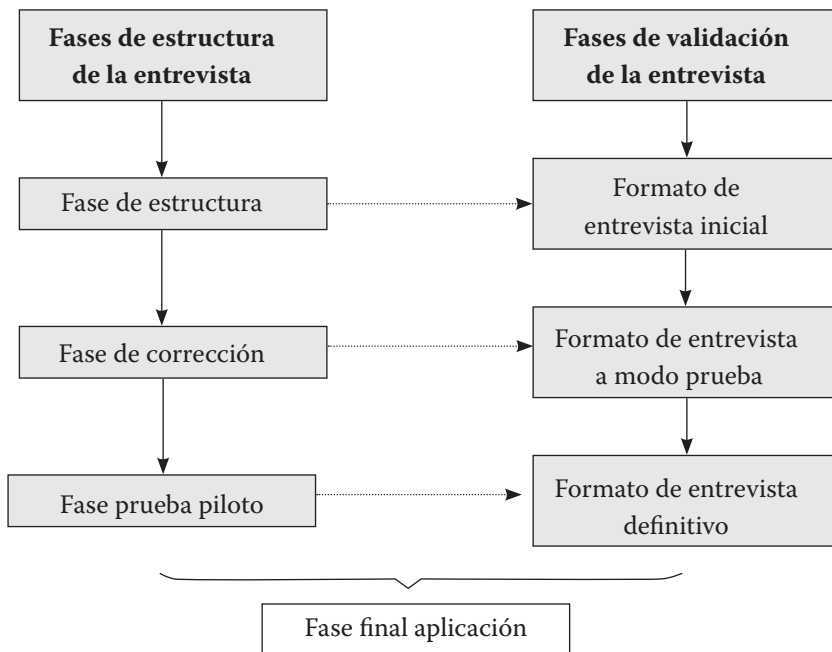 Fases de estructura
de la entrevista
Fases de validación
de la entrevista
Fase de estructura
Formato de
entrevista inicial
Fase de corrección
Formato de entrevista
a modo prueba
Fase prueba piloto
Formato de entrevista
definitivo
Fase final aplicación